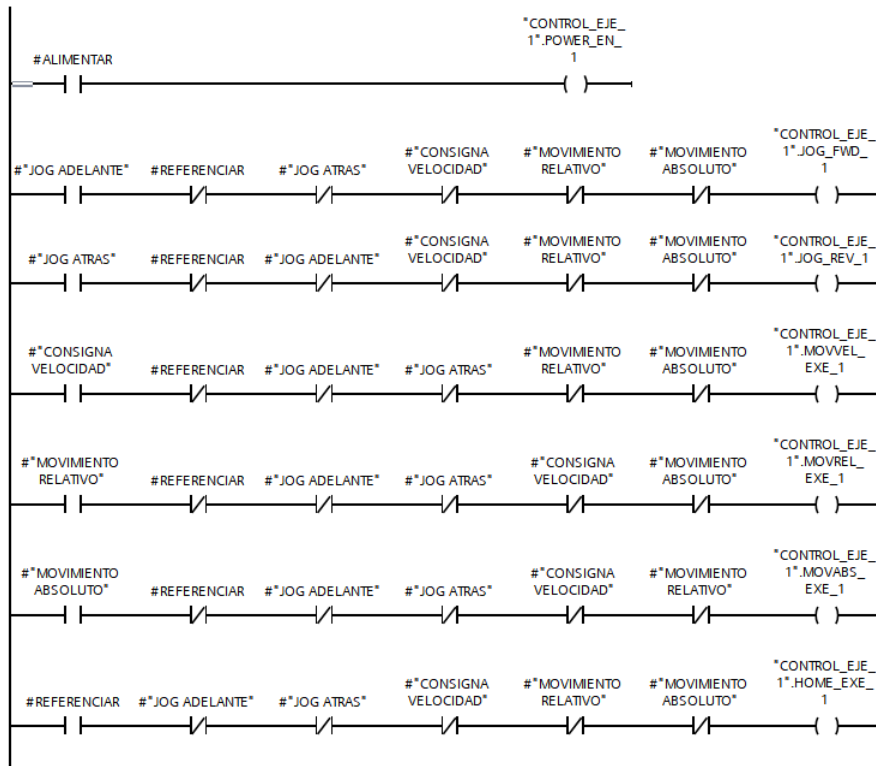 "CONTROL_EJE_
1".POWER_EN_
1
#ALIMENTAR
"CONTROL_EJE_
1".JOG_FWD_
1
#"JOG ADELANTE"
#REFERENCIAR
#"JOG ATRAS"
#"CONSIGNA
VELOCIDAD"
#"MOVIMIENTO
RELATIVO"
#"MOVIMIENTO
ABSOLUTO"
#"JOG ATRAS"
#REFERENCIAR
#"JOG ADELANTE"
#"CONSIGNA
VELOCIDAD"
#"MOVIMIENTO
RELATIVO"
#"MOVIMIENTO
ABSOLUTO"
"CONTROL_EJE_
1".JOG_REV_1
#"CONSIGNA
VELOCIDAD"
#REFERENCIAR
#"JOG ADELANTE"
#"JOG ATRAS"
#"MOVIMIENTO
RELATIVO"
#"MOVIMIENTO
ABSOLUTO"
"CONTROL_EJE_
1".MOVVEL_
EXE_1
#"MOVIMIENTO
RELATIVO"
#REFERENCIAR
#"JOG ADELANTE"
#"JOG ATRAS"
#"CONSIGNA
VELOCIDAD"
#"MOVIMIENTO
ABSOLUTO"
"CONTROL_EJE_
1".MOVREL_
EXE_1
#"MOVIMIENTO
ABSOLUTO"
#REFERENCIAR
#"JOG ADELANTE"
#"JOG ATRAS"
#"CONSIGNA
VELOCIDAD"
#"MOVIMIENTO
RELATIVO"
"CONTROL_EJE_
1".MOVABS_
EXE_1
#REFERENCIAR
#"JOG ADELANTE"
#"JOG ATRAS"
#"CONSIGNA
VELOCIDAD"
#"MOVIMIENTO
RELATIVO"
#"MOVIMIENTO
ABSOLUTO"
"CONTROL_EJE_
1".HOME_EXE_
1